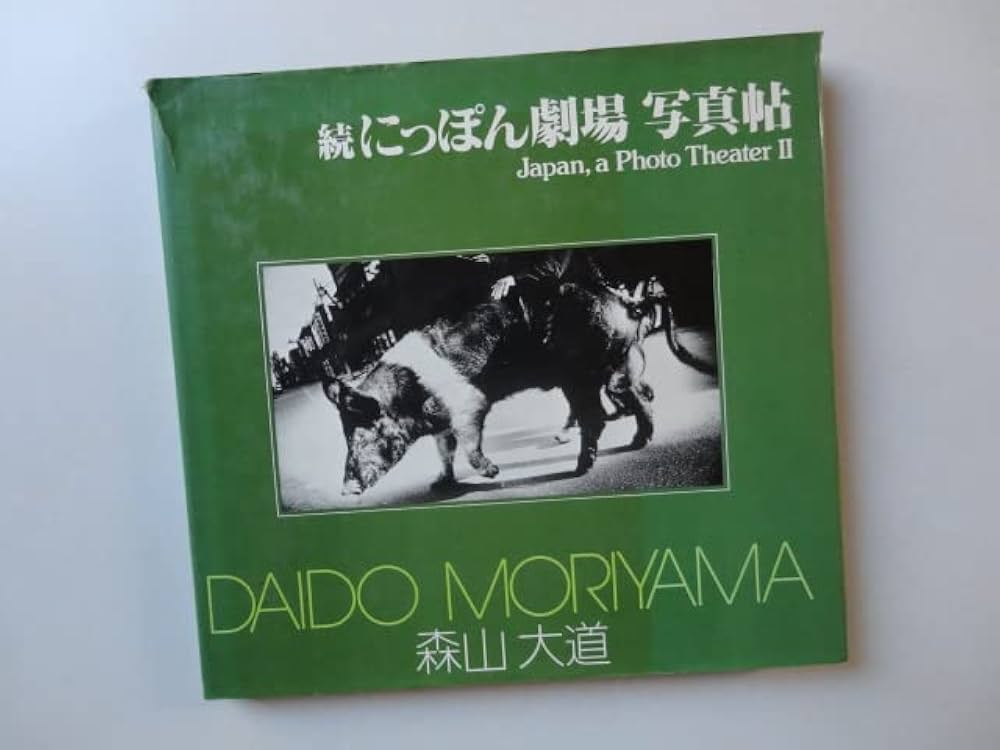 続にっぽん劇場 写真帖
Japan, a Photo Theater II
DAIDO MORIYAMA
森山 大道